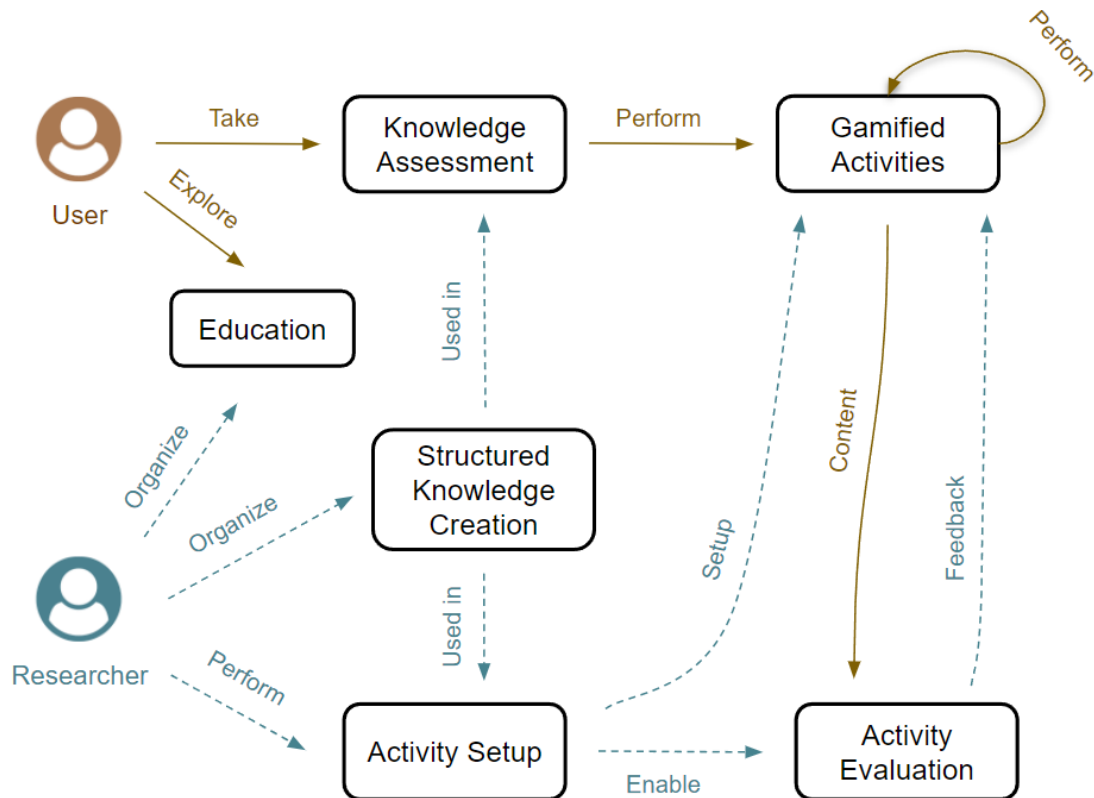 Perform
Take
Knowledge
Assessment
Perform
Gamified
Activities
User
Explore
Education
Used in
Organize
Structured
Knowledge
Creation
Organize
Content
Setup
Feedback
Researcher
Used in
Perform
Activity Setup
Enable
Activity
Evaluation